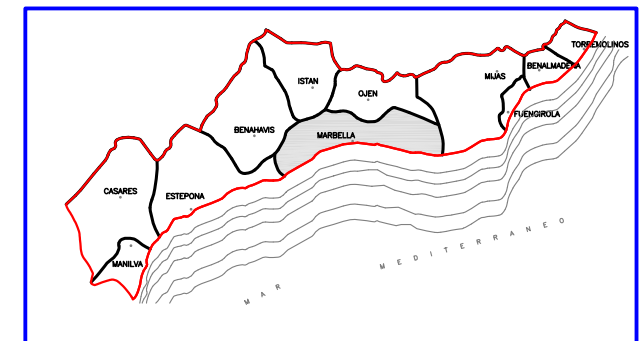 TORREMOLINOS
BENALMADENA
MIJAS
ISTAN
OJEN
FUENGIROLA
BENAHAVIS
MARBELLA
CASARES
ESTEPONA
MANILVA
MAR MEDITERRANEO